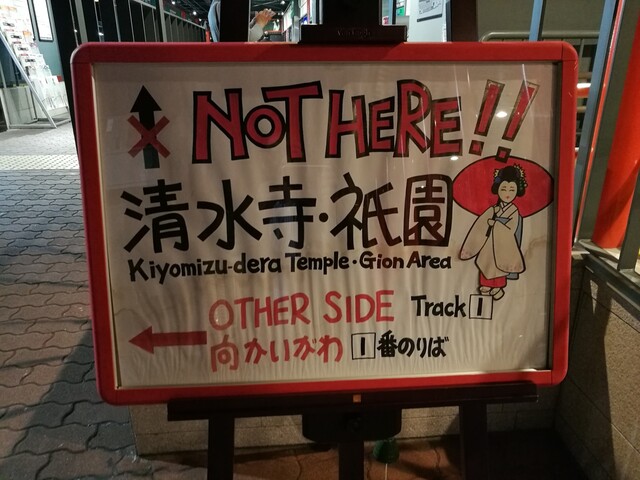 NOT HERE!!
清水寺・祇園
Kiyomizu-dera Temple・Gion Area
OTHER SIDE Track 1
向かいがわ 1番のりば